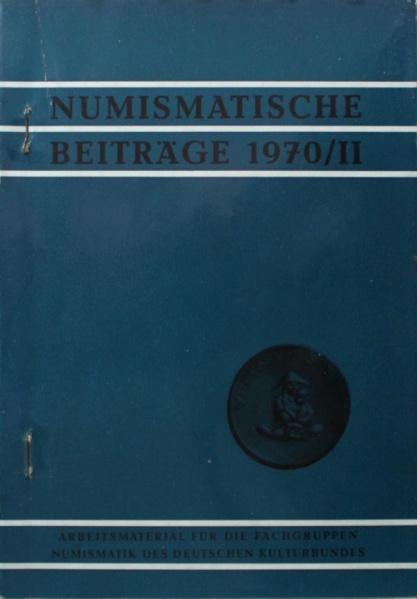 NUMISMATISCHE
BEITRÄGE 1970/II
ARBEITSMATERIAL FÜR DIE FACHGRUPPEN
NUMISMATIK DES DEUTSCHEN KULTURBUNDES